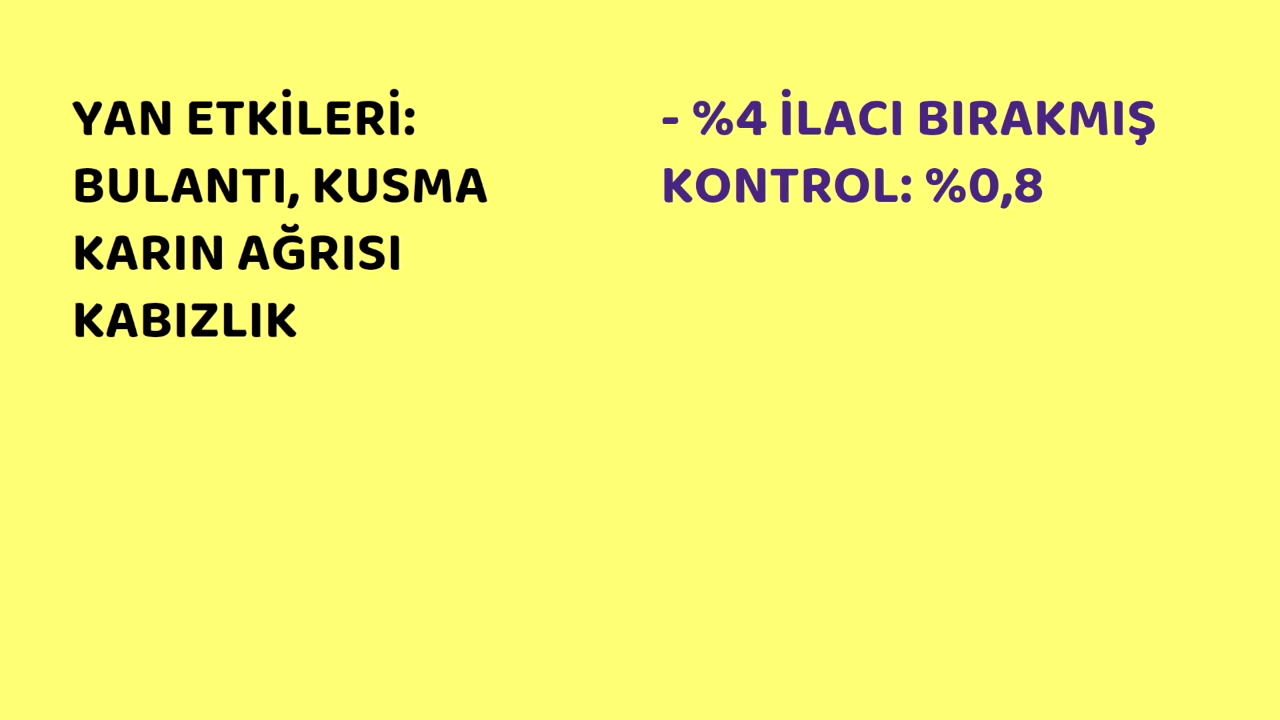 YAN ETKİLERİ:
BULANTI, KUSMA
KARIN AĞRISI
KABIZLIK
- %4 İLACI BIRAKMIŞ
KONTROL: %0,8